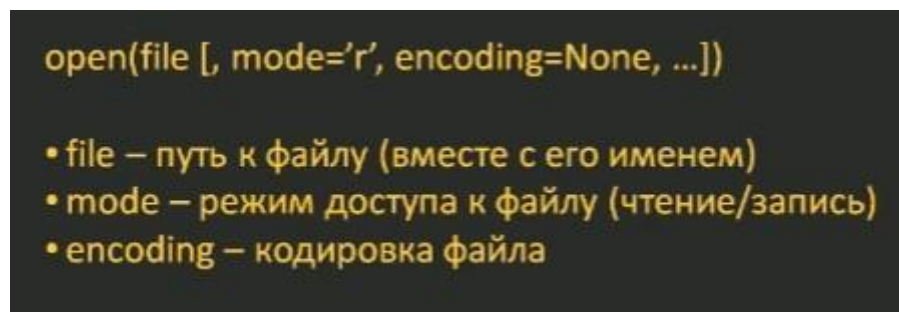 open(file [, mode=’r’, encoding=None, …])
• file – путь к файлу (вместе с его именем)
• mode – режим доступа к файлу (чтение/запись)
• encoding – кодировка файла